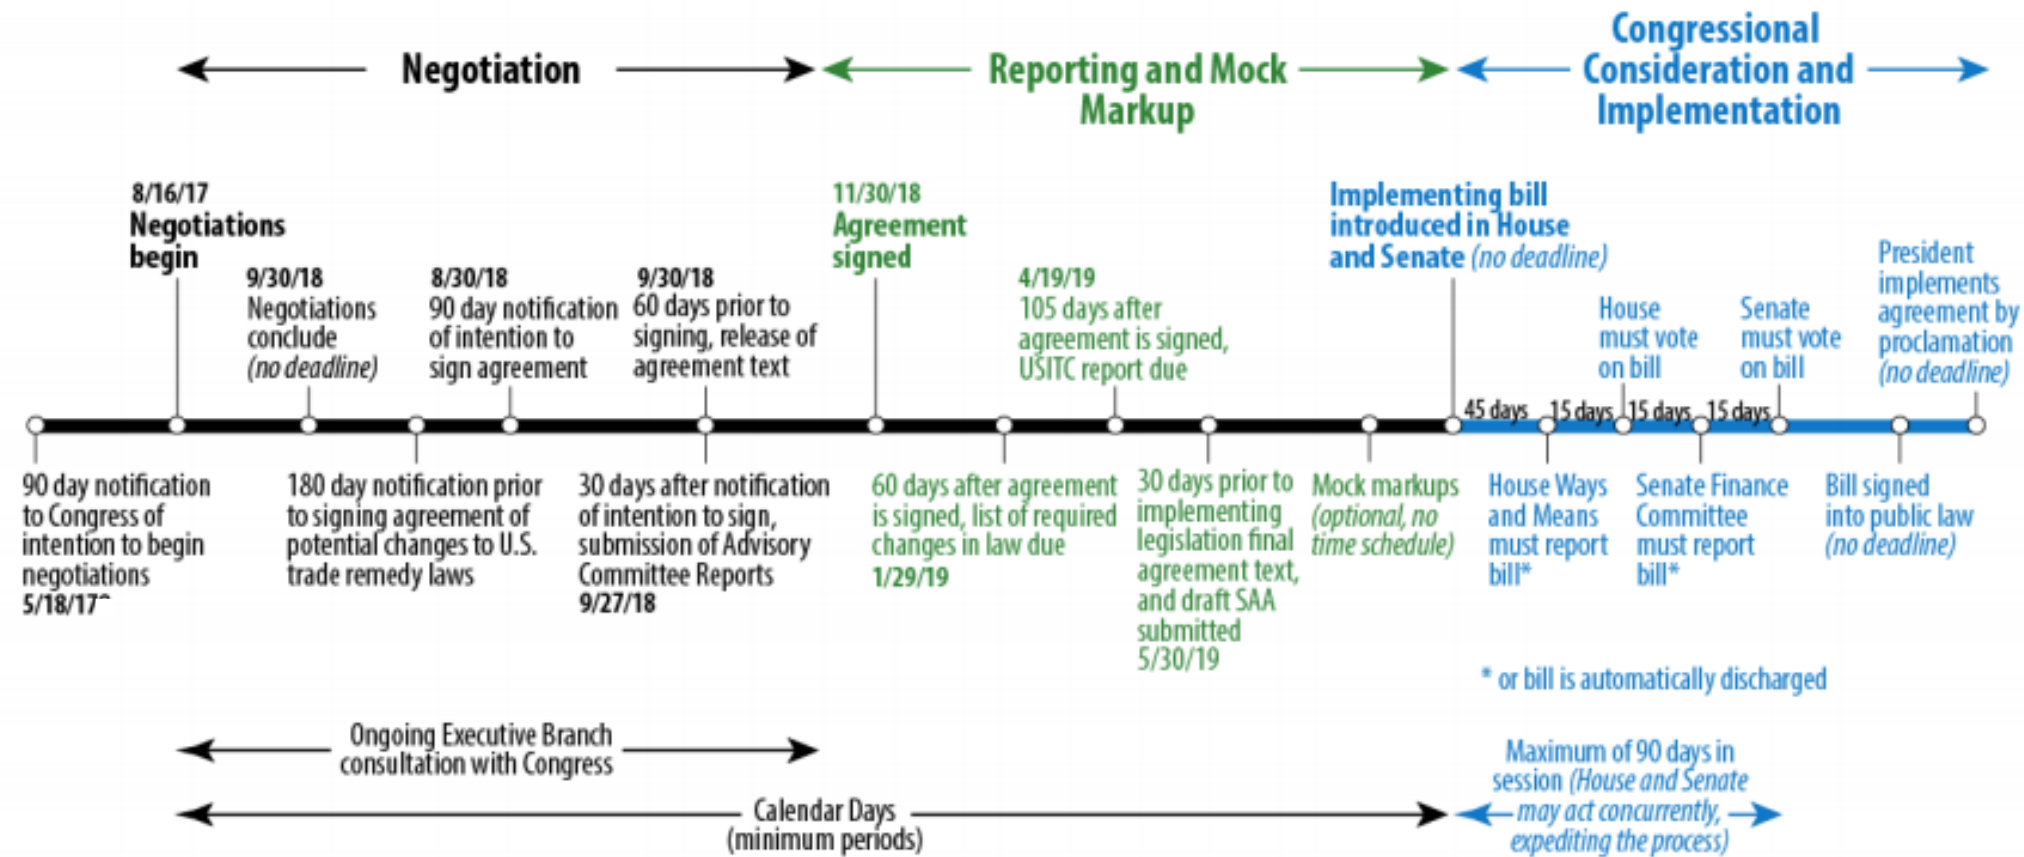 Negotiation
Reporting and Mock
Markup
Congressional
Consideration and
Implementation
8/16/17
Negotiations
begin
9/30/18
Negotiations
conclude
(no deadline)
8/30/18
90 day notification
of intention to
sign agreement
9/30/18
60 days prior to
signing, release of
agreement text
11/30/18
Agreement
signed
4/19/19
105 days after
agreement is signed,
USITC report due
Implementing bill
introduced in House
and Senate (no deadline)
House
must vote
on bill
Senate
must vote
on bill
President
implements
agreement by
proclamation
(no deadline)
45 days
15 days
15 days
15 days
90 day notification
to Congress of
intention to begin
negotiations
5/18/17^
180 day notification prior
to signing agreement of
potential changes to U.S.
trade remedy laws
30 days after notification
of intention to sign,
submission of Advisory
Committee Reports
9/27/18
60 days after agreement
is signed, list of required
changes in law due
1/29/19
30 days prior to
implementing
legislation final
agreement text,
and draft SAA
submitted
5/30/19
Mock markups
(optional, no
time schedule)
House Ways
and Means
must report
bill*
Senate Finance
Committee
must report
bill*
Bill signed
into public law
(no deadline)
* or bill is automatically discharged
Ongoing Executive Branch
consultation with Congress
Calendar Days
(minimum periods)
Maximum of 90 days in
session (House and Senate
may act concurrently,
expediting the process)